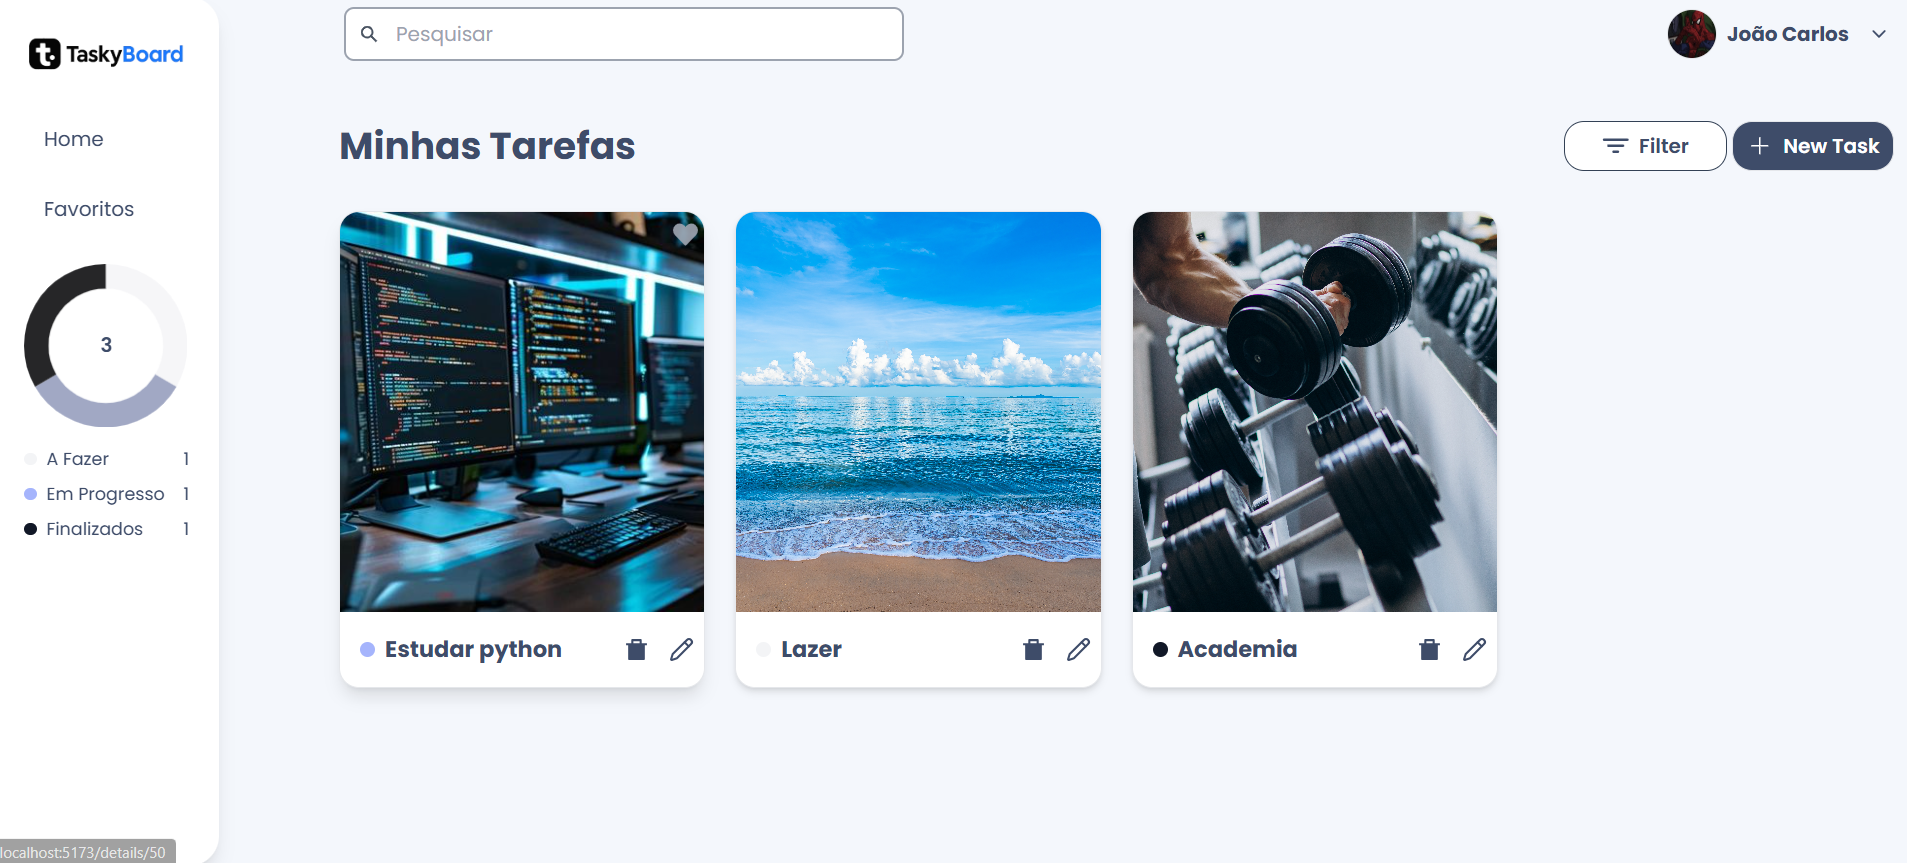 t. TaskyBoard
Pesquisar
João Carlos
Home
Favoritos
3
A Fazer 1
Em Progresso 1
Finalizados 1
Minhas Tarefas
Filter
New Task
Estudar python
Lazer
Academia
localhost:5173/details/50